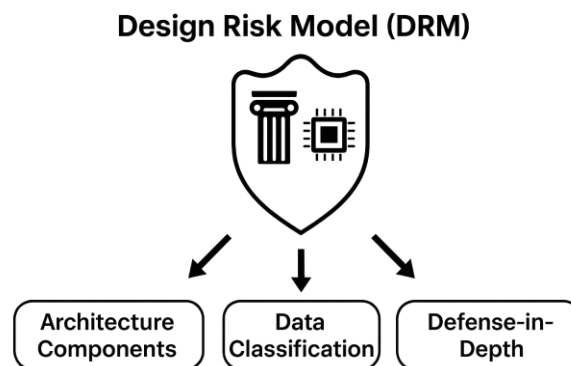 Design Risk Model (DRM)
Architecture
Components
Data
Classification
Defense-in-
Depth